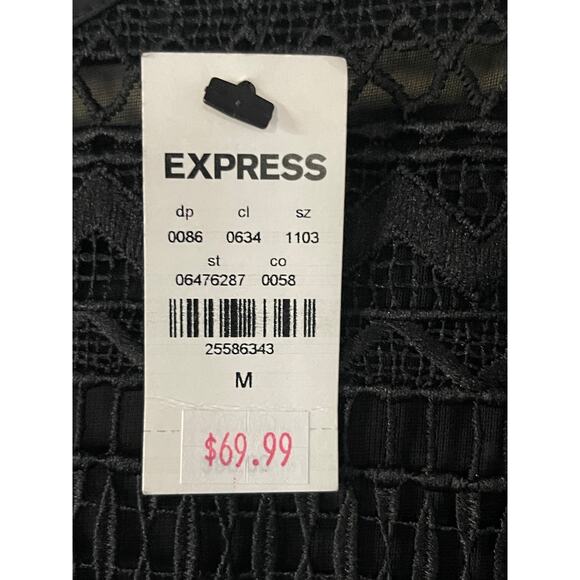 EXPRESS
dp cl sz
0086 0634 1103
st co
06476287 0058
25586343
M
$69.99